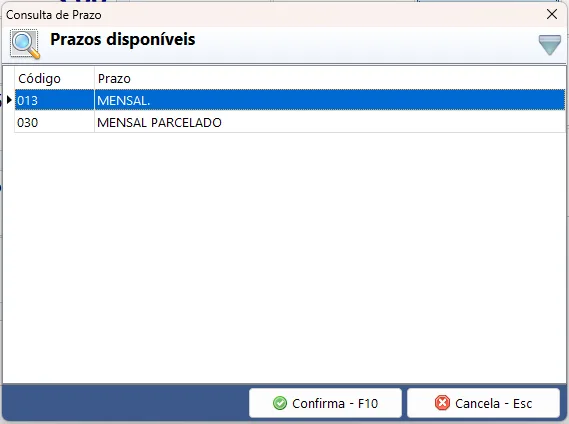 Consulta de Prazo
Prazos disponíveis
Código Prazo
013 MENSAL.
030 MENSAL PARCELADO
Confirma - F10 Cancela - Esc